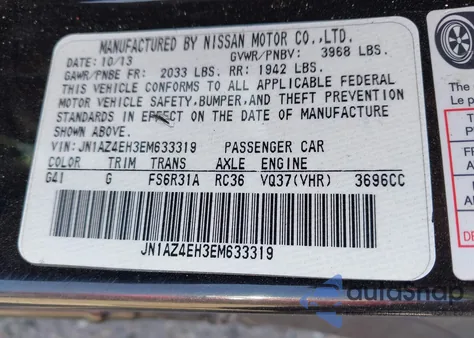 MANUFACTURED BY NISSAN MOTOR CO.,LTD.
DATE: 10/13 GVWR/PNBV: 3968 LBS.
GAWR/PNBE FR: 2033 LBS. RR: 1942 LBS.
THIS VEHICLE CONFORMS TO ALL APPLICABLE FEDERAL
MOTOR VEHICLE SAFETY, BUMPER, AND THEFT PREVENTION
STANDARDS IN EFFECT ON THE DATE OF MANUFACTURE
SHOWN ABOVE.
VIN: JN1AZ4EH3EM633319 PASSENGER CAR
COLOR TRIM TRANS AXLE ENGINE
G41 G FS6R31A RC36 VQ37(VHR) 3696CC
JN1AZ4EH3EM633319
The
Le p
autosnap